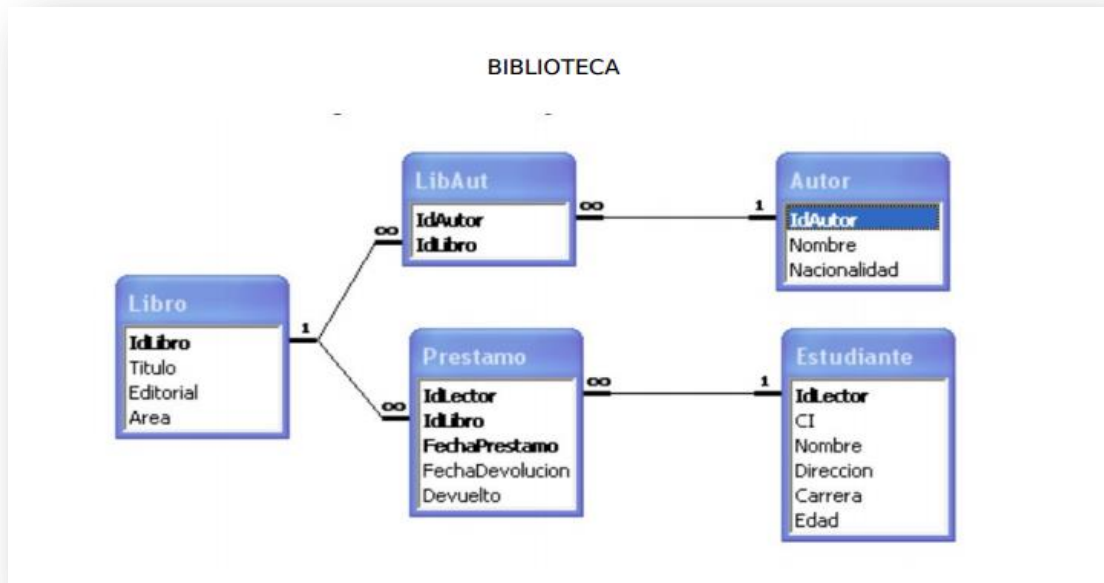 BIBLIOTECA
LibAut
IdAutor
IdLibro
∞
∞
Autor
1
IdAutor
Nombre
Nacionalidad
Libro
1
IdLibro
Titulo
Editorial
Area
Prestamo
∞
∞
IdLector
IdLibro
FechaPrestamo
FechaDevolucion
Devuelto
Estudiante
1
IdLector
CI
Nombre
Direccion
Carrera
Edad